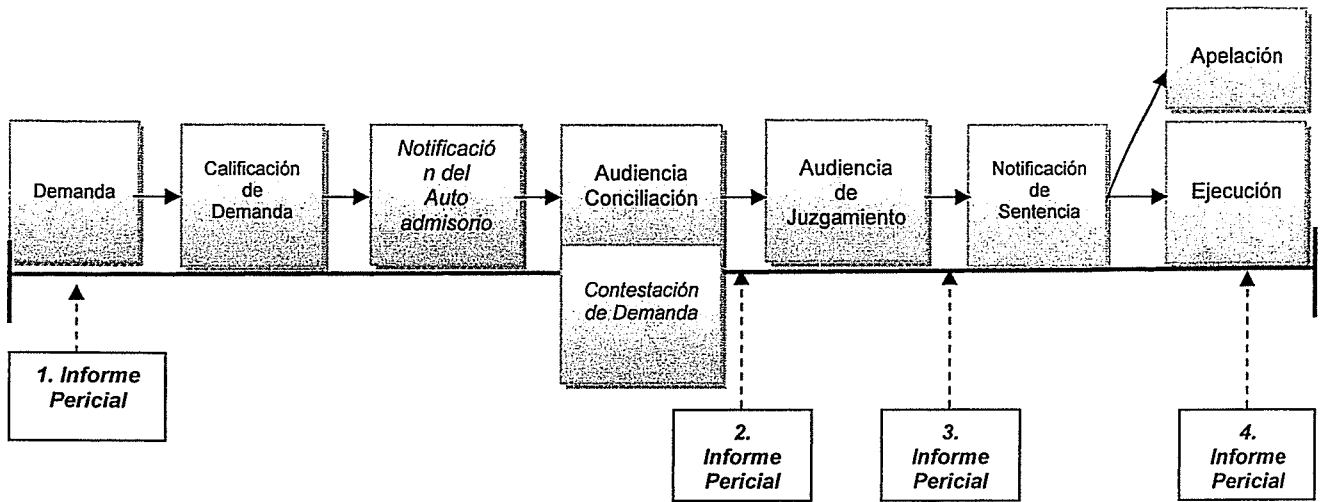 Apelación
Demanda
Calificación
de
Demanda
Notificació
n del
Auto
admisorio
Audiencia
Conciliación
Audiencia
de
Juzgamiento
Notificación
de
Sentencia
Ejecución
Contestación
de Demanda
1. Informe
Pericial
2.
Informe
Pericial
3.
Informe
Pericial
4.
Informe
Pericial